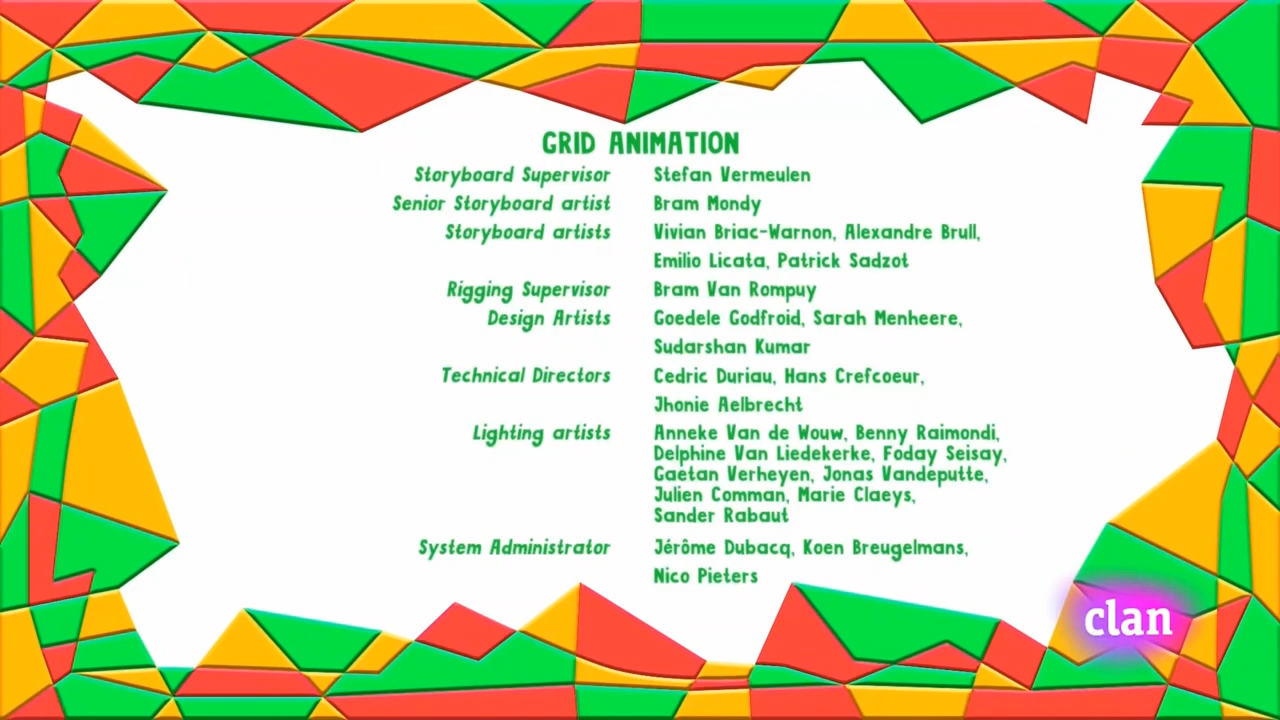 GRID ANIMATION
Storyboard Supervisor Stefan Vermeulen
Senior Storyboard artist Bram Mondy
Storyboard artists Vivian Briac-Warnon, Alexandre Brull,
Emilio Licata, Patrick Sadzot
Rigging Supervisor Bram Van Rompuy
Design Artists Goedele Godfroid, Sarah Menheere,
Sudarshan Kumar
Technical Directors Cedric Duriau, Hans Crefcoeur,
Jhonie Aelbrecht
Lighting artists Anneke Van de Wouw, Benny Raimondi,
Delphine Van Liedekerke, Foday Seisay,
Gaetan Verheyen, Jonas Vandeputte,
Julien Comman, Marie Claeys,
Sander Rabaut
System Administrator Jérôme Dubacq, Koen Breugelmans,
Nico Pieters
clan